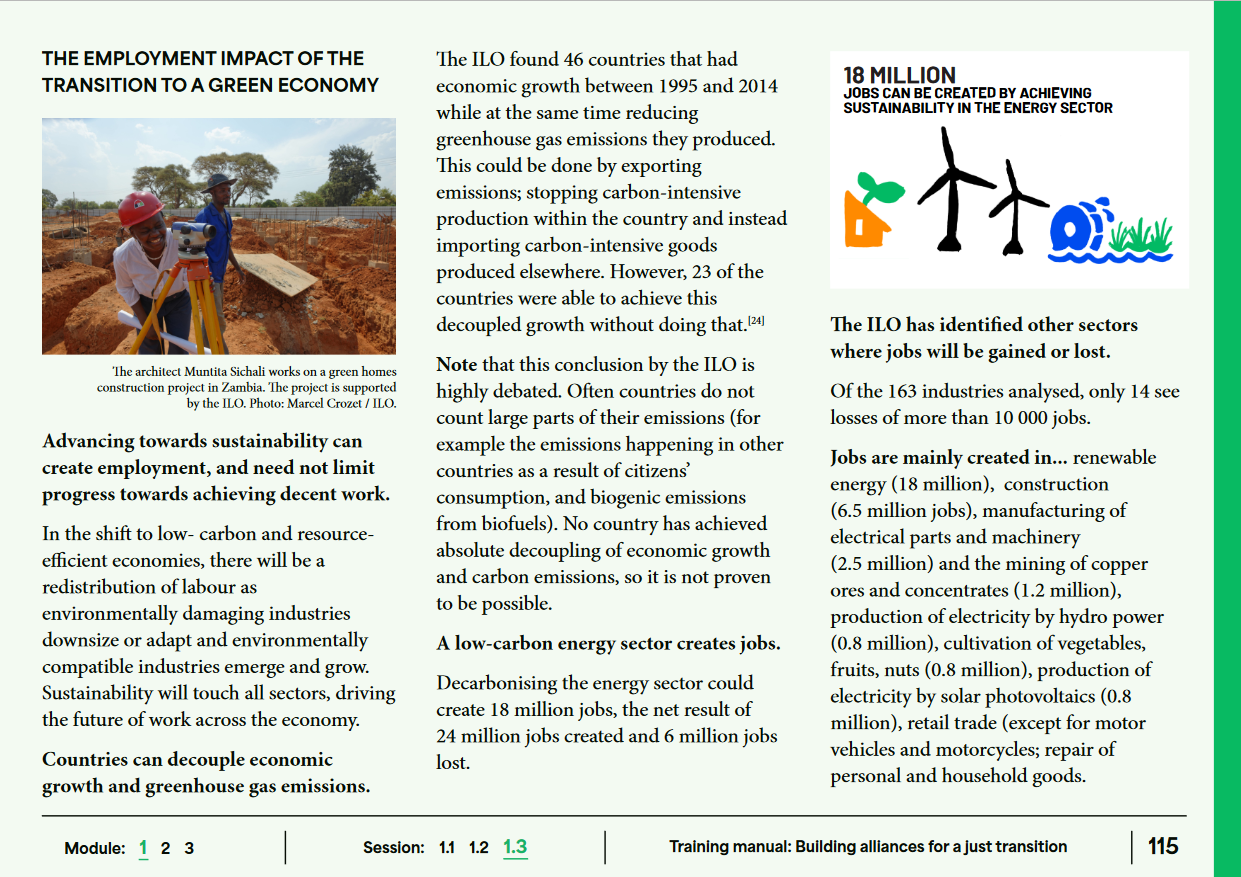 THE EMPLOYMENT IMPACT OF THE
TRANSITION TO A GREEN ECONOMY
The architect Muntita Sichali works on a green homes
construction project in Zambia. The project is supported
by the ILO. Photo: Marcel Crozet / ILO.
Advancing towards sustainability can
create employment, and need not limit
progress towards achieving decent work.
In the shift to low- carbon and resource-
efficient economies, there will be a
redistribution of labour as
environmentally damaging industries
downsize or adapt and environmentally
compatible industries emerge and grow.
Sustainability will touch all sectors, driving
the future of work across the economy.
Countries can decouple economic
growth and greenhouse gas emissions.
The ILO found 46 countries that had
economic growth between 1995 and 2014
while at the same time reducing
greenhouse gas emissions they produced.
This could be done by exporting
emissions; stopping carbon-intensive
production within the country and instead
importing carbon-intensive goods
produced elsewhere. However, 23 of the
countries were able to achieve this
decoupled growth without doing that.[24]
Note that this conclusion by the ILO is
highly debated. Often countries do not
count large parts of their emissions (for
example the emissions happening in other
countries as a result of citizens’
consumption, and biogenic emissions
from biofuels). No country has achieved
absolute decoupling of economic growth
and carbon emissions, so it is not proven
to be possible.
A low-carbon energy sector creates jobs.
Decarbonising the energy sector could
create 18 million jobs, the net result of
24 million jobs created and 6 million jobs
lost.
18 MILLION
JOBS CAN BE CREATED BY ACHIEVING
SUSTAINABILITY IN THE ENERGY SECTOR
The ILO has identified other sectors
where jobs will be gained or lost.
Of the 163 industries analysed, only 14 see
losses of more than 10 000 jobs.
Jobs are mainly created in... renewable
energy (18 million), construction
(6.5 million jobs), manufacturing of
electrical parts and machinery
(2.5 million) and the mining of copper
ores and concentrates (1.2 million),
production of electricity by hydro power
(0.8 million), cultivation of vegetables,
fruits, nuts (0.8 million), production of
electricity by solar photovoltaics (0.8
million), retail trade (except for motor
vehicles and motorcycles; repair of
personal and household goods.
Module: 1 2 3
Session: 1.1 1.2 1.3
Training manual: Building alliances for a just transition
115